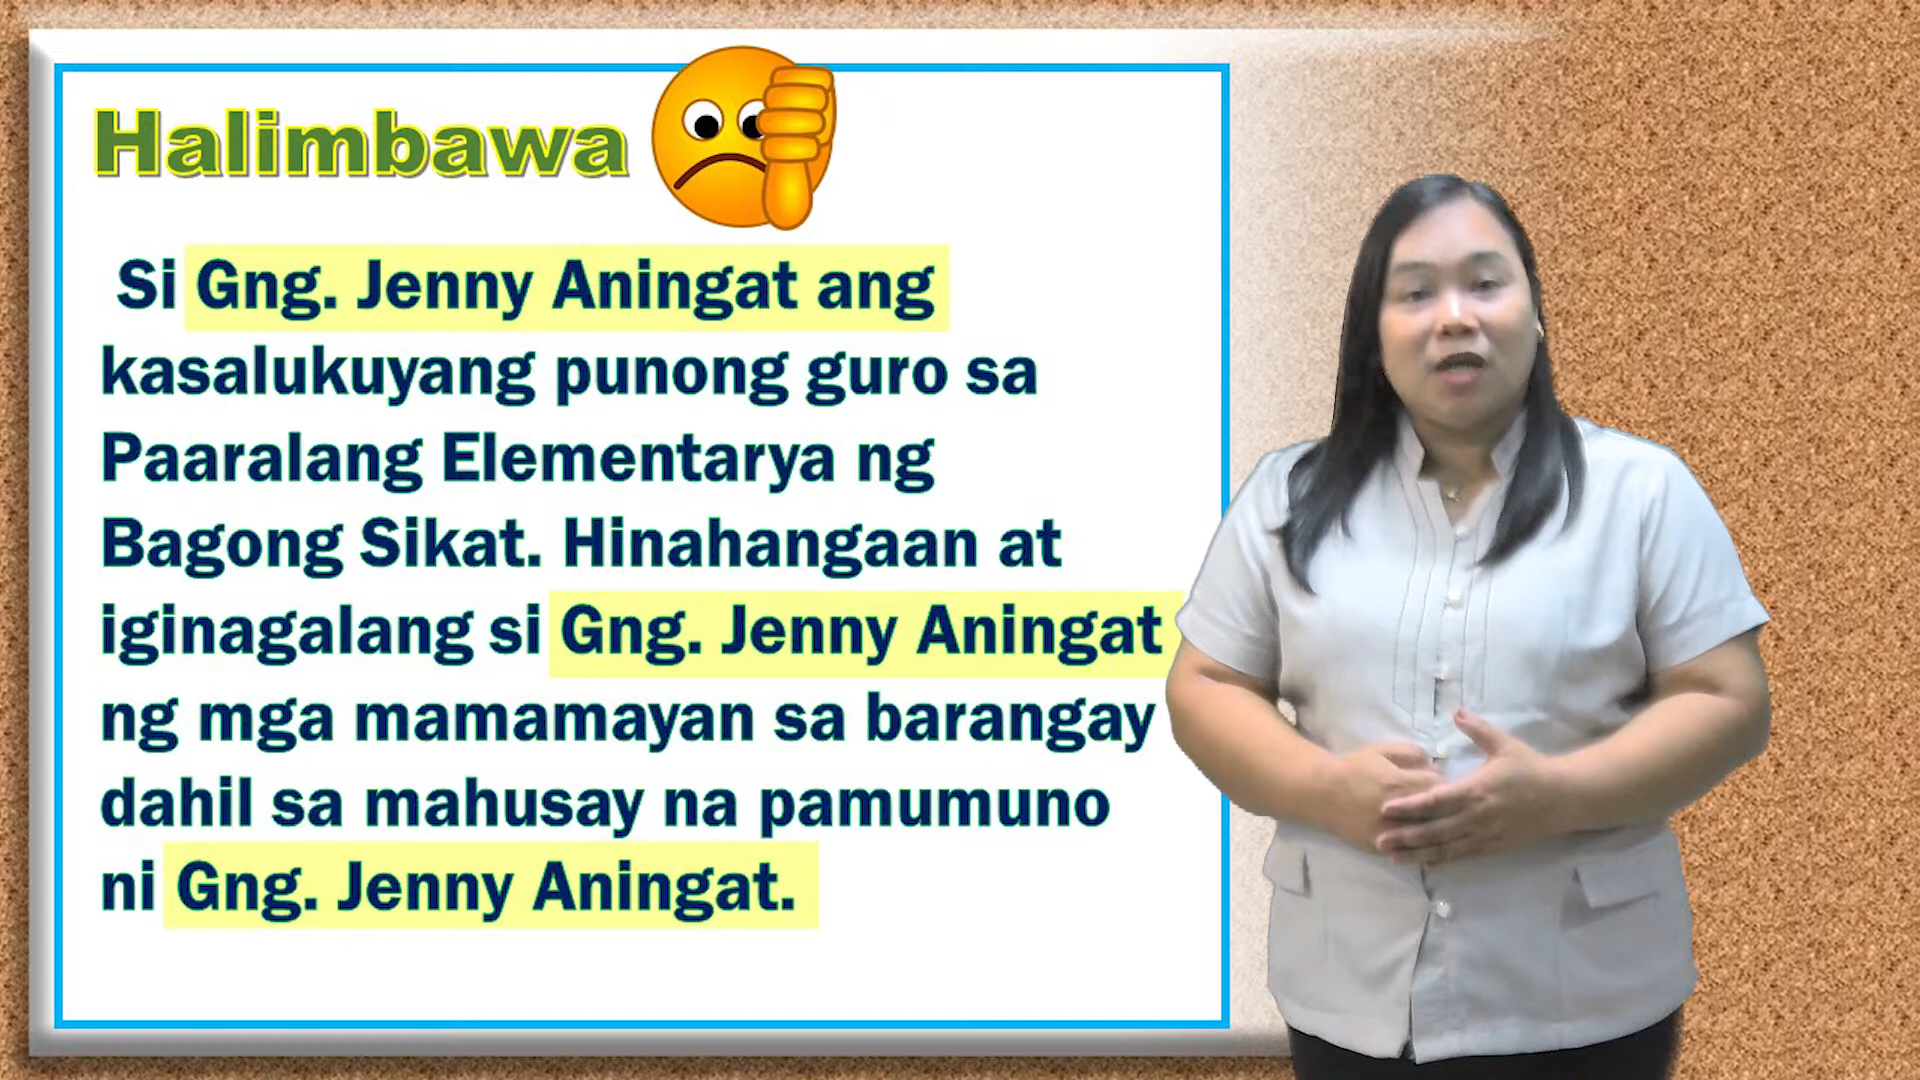 Halimbawa
Si Gng. Jenny Aningat ang
kasalukuyang punong guro sa
Paaralang Elementarya ng
Bagong Sikat. Hinahangaan at
iginagalang si Gng. Jenny Aningat
ng mga mamamayan sa barangay
dahil sa mahusay na pamumuno
ni Gng. Jenny Aningat.